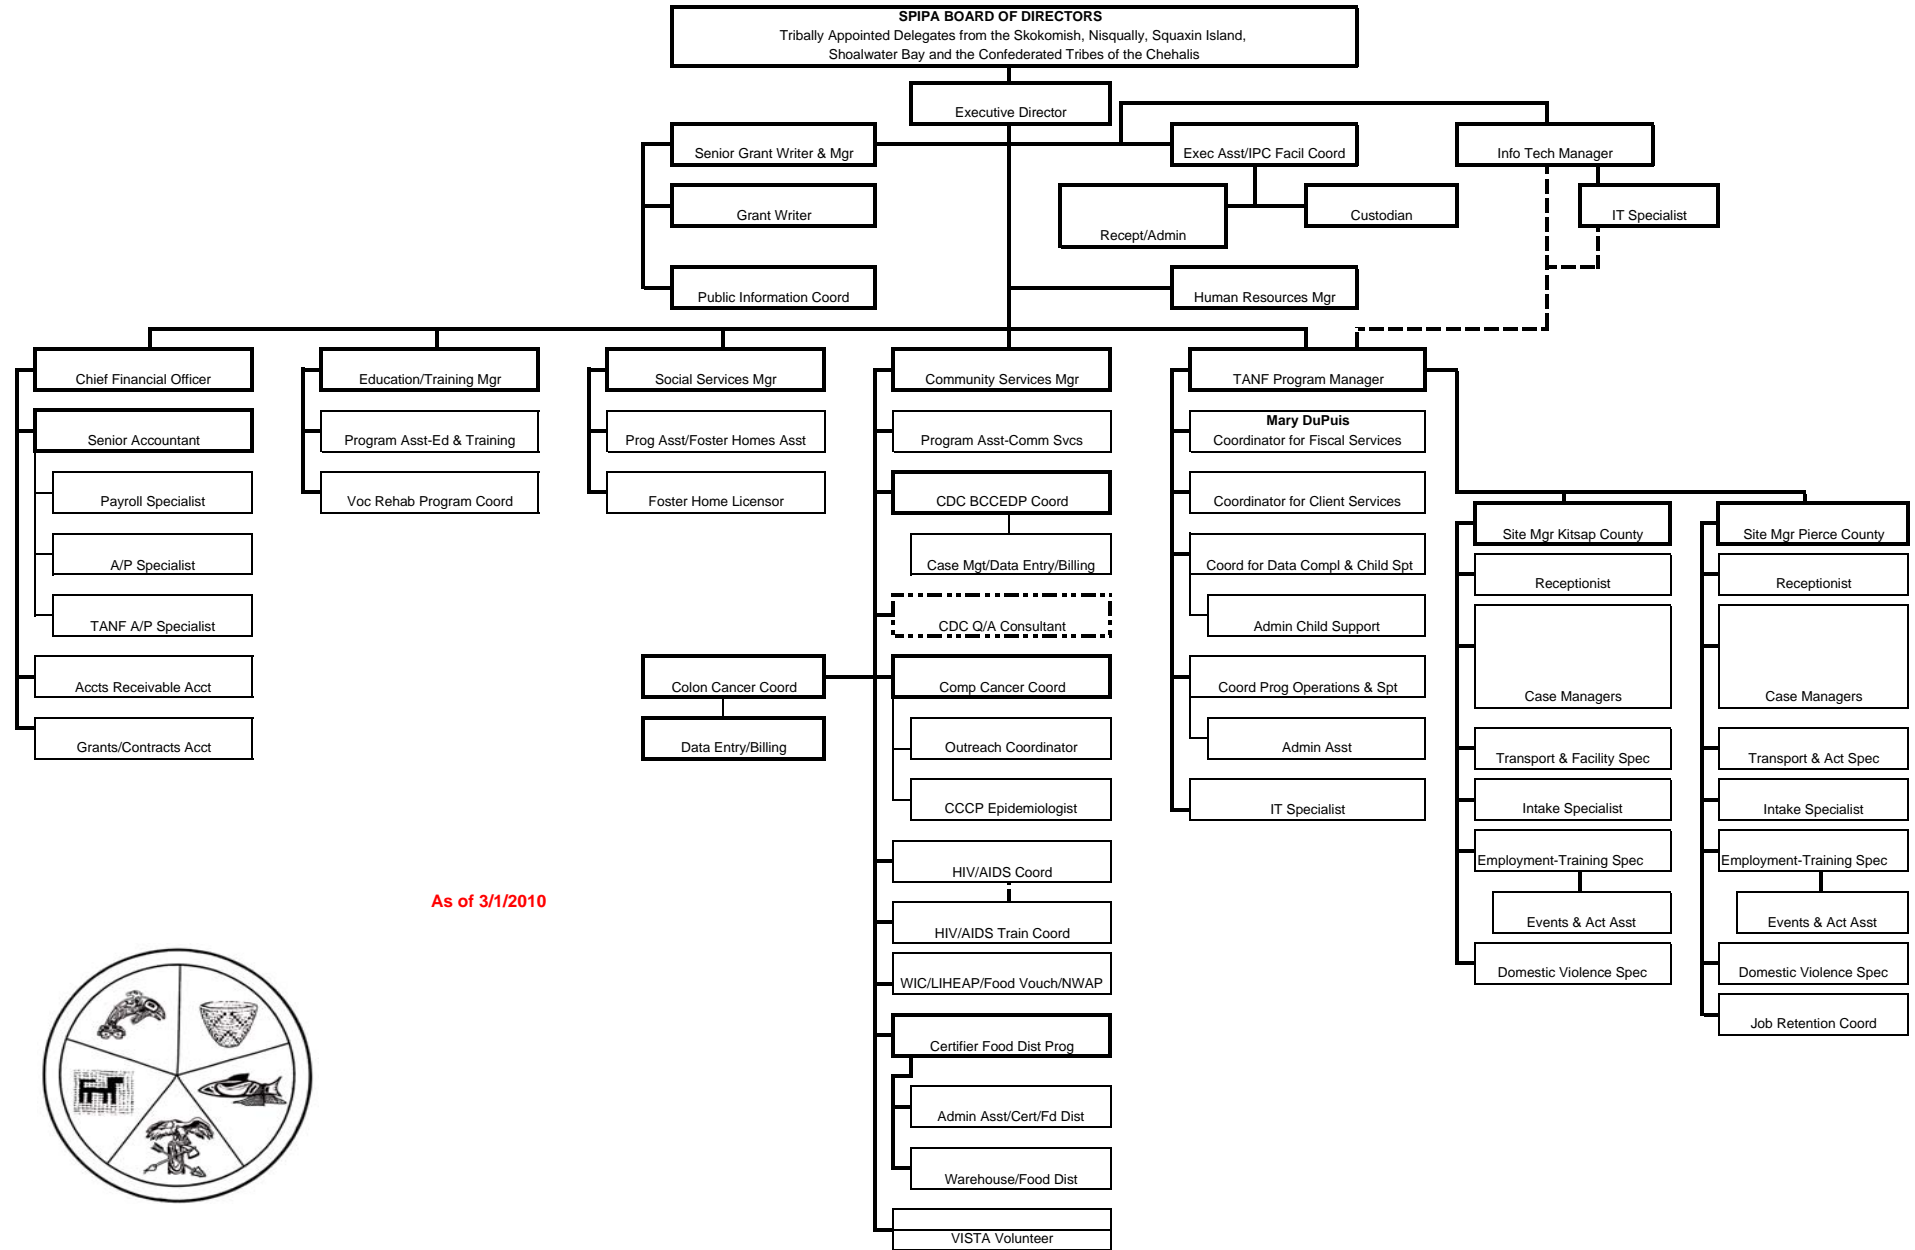 SPIPA BOARD OF DIRECTORS
Tribally Appointed Delegates from the Skokomish, Nisqually, Squaxin Island,
Shoalwater Bay and the Confederated Tribes of the Chehalis
Executive Director
Senior Grant Writer & Mgr
Exec Asst/IPC Facil Coord
Info Tech Manager
Grant Writer
Recept/Admin
Custodian
IT Specialist
Public Information Coord
Human Resources Mgr
Chief Financial Officer
Senior Accountant
Payroll Specialist
A/P Specialist
TANF A/P Specialist
Accts Receivable Acct
Grants/Contracts Acct
Education/Training Mgr
Program Asst-Ed & Training
Voc Rehab Program Coord
Social Services Mgr
Prog Asst/Foster Homes Asst
Foster Home Licensor
Community Services Mgr
Program Asst-Comm Svcs
CDC BCCEDP Coord
Case Mgt/Data Entry/Billing
CDC Q/A Consultant
Colon Cancer Coord
Data Entry/Billing
Comp Cancer Coord
Outreach Coordinator
CCCP Epidemiologist
HIV/AIDS Coord
HIV/AIDS Train Coord
WIC/LIHEAP/Food Vouch/NWAP
Certifier Food Dist Prog
Admin Asst/Cert/Fd Dist
Warehouse/Food Dist
VISTA Volunteer
TANF Program Manager
Mary DuPuis
Coordinator for Fiscal Services
Coordinator for Client Services
Coord for Data Compl & Child Spt
Admin Child Support
Coord Prog Operations & Spt
Admin Asst
IT Specialist
Site Mgr Kitsap County
Receptionist
Case Managers
Transport & Facility Spec
Intake Specialist
Employment-Training Spec
Events & Act Asst
Domestic Violence Spec
Site Mgr Pierce County
Receptionist
Case Managers
Transport & Act Spec
Intake Specialist
Employment-Training Spec
Events & Act Asst
Domestic Violence Spec
Job Retention Coord
As of 3/1/2010